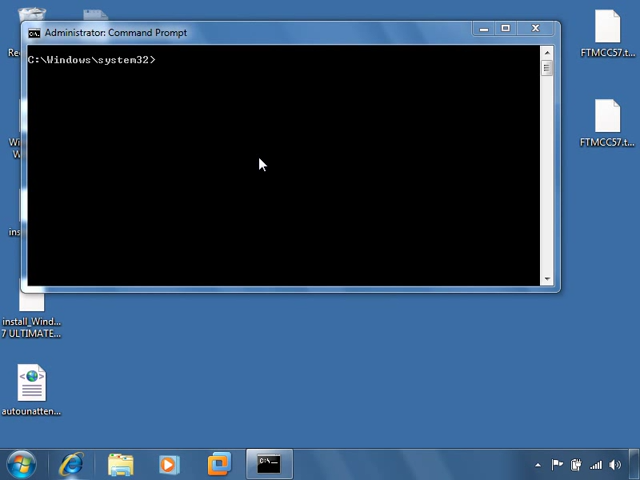 Administrator: Command Prompt
C:\Windows\system32>
FTMCC57.t...
FTMCC57.t...
install_Wind...
7 ULTIMATE...
autounatten...